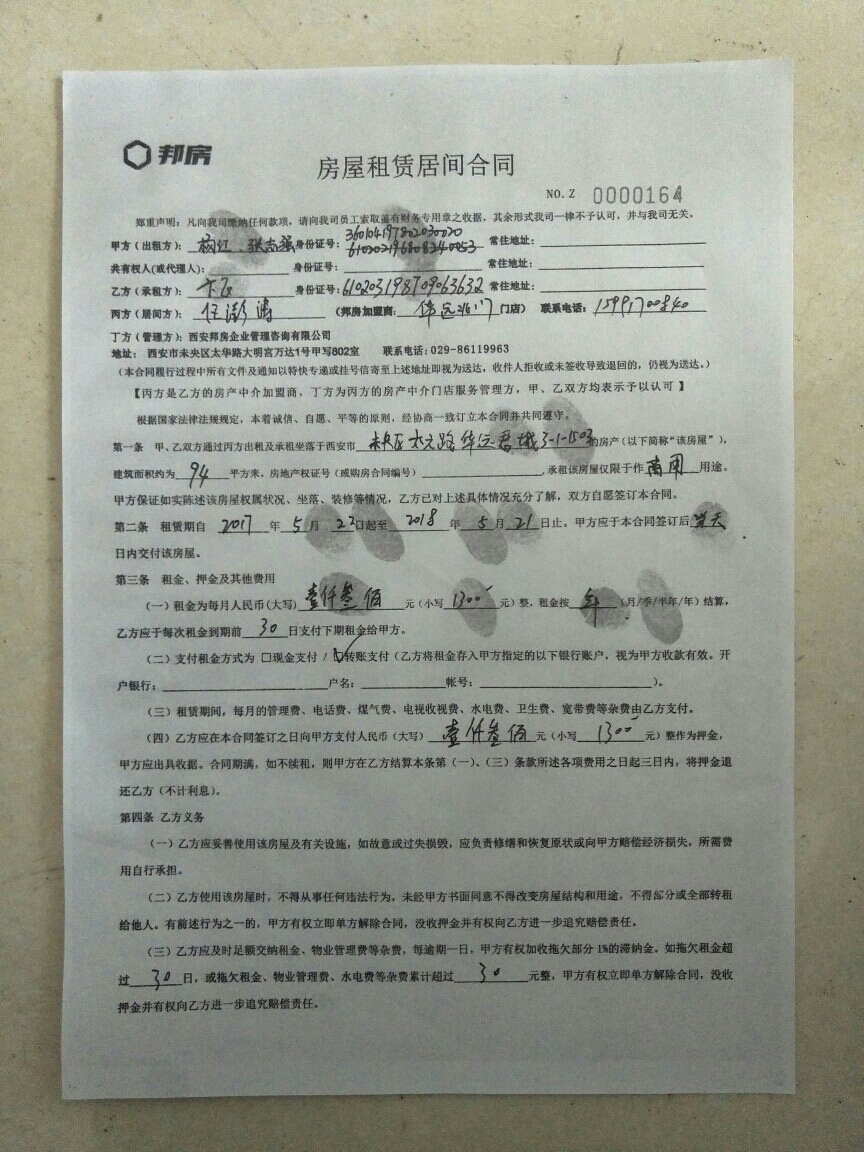 邦房
房屋租赁居间合同
NO.Z 0000164
郑重声明：凡向我司缴纳任何款项，请向我司员工索取盖有财务专用章之收据，其余形式我司一律不予认可，并与我司无关。
360104197802030020
甲方（出租方）：张志强 身份证号：610202196808240053 常住地址：
共有权人(或代理人)： 身份证号： 常住地址：
乙方（承租方）： 身份证号：610203198709063632 常住地址：
丙方（居间方）：任澎涛 （邦房加盟商： 门店） 联系电话：
丁方（管理方）：西安邦房企业管理咨询有限公司
地址：西安市未央区太华路大明宫万达1号甲写802室 联系电话：029-86119963
（本合同履行过程中所有文件及通知以特快专递或挂号信寄至上述地址即视为送达，收件人拒收或未签收导致退回的，仍视为送达。）
【丙方是乙方的房产中介加盟商，丁方为丙方的房产中介门店服务管理方，甲、乙双方均表示予以认可】
根据国家法律法规规定，本着诚信、自愿、平等的原则，经协商一致订立本合同并共同遵守。
第一条 甲、乙双方通过丙方出租及承租坐落于西安市 未央区太元路华远君城3-1-1503的房产（以下简称“该房屋”），
建筑面积约为 94 平方米，房地产权证号（或购房合同编号） ，承租该房屋仅限于作 商用 用途。
甲方保证如实陈述该房屋权属状况、坐落、装修等情况，乙方已对上述具体情况充分了解，双方自愿签订本合同。
第二条 租赁期自 2017 年 5 月 22日起至 2018 年 5 月 21 日止。甲方应于本合同签订后 当天
日内交付该房屋。
第三条 租金、押金及其他费用
（一）租金为每月人民币(大写) 壹仟叁佰 元（小写 1300 元）整，租金按 年 (月/季/半年/年）结算，
乙方应于每次租金到期前 30 日支付下期租金给甲方。
（二）支付租金方式为 □现金支付 / ☑转账支付（乙方将租金存入甲方指定的以下银行账户，视为甲方收款有效。开
户银行： 户名： 帐号： ）。
（三）租赁期间，每月的管理费、电话费、煤气费、电视收视费、水电费、卫生费、宽带费等杂费由乙方支付。
（四）乙方应在本合同签订之日向甲方支付人民币（大写） 壹仟叁佰 元（小写 1300 元）整作为押金，
甲方应出具收据。合同期满，如不续租，则甲方在乙方结算本条第（一）、（三）条款所述各项费用之日起三日内，将押金退
还乙方（不计利息）。
第四条 乙方义务
（一）乙方应妥善使用该房屋及有关设施，如故意或过失损毁，应负责修缮和恢复原状或向甲方赔偿经济损失，所需费
用自行承担。
（二）乙方使用该房屋时，不得从事任何违法行为，未经甲方书面同意不得改变房屋结构和用途，不得部分或全部转租
给他人。有前述行为之一的，甲方有权立即单方解除合同，没收押金并有权向乙方进一步追究赔偿责任。
（三）乙方应及时足额交纳租金、物业管理费等杂费，每逾期一日，甲方有权加收拖欠部分 1%的滞纳金。如拖欠租金超
过 30 日，或拖欠租金、物业管理费、水电费等杂费累计超过 30 元整，甲方有权立即单方解除合同，没收
押金并有权向乙方进一步追究赔偿责任。